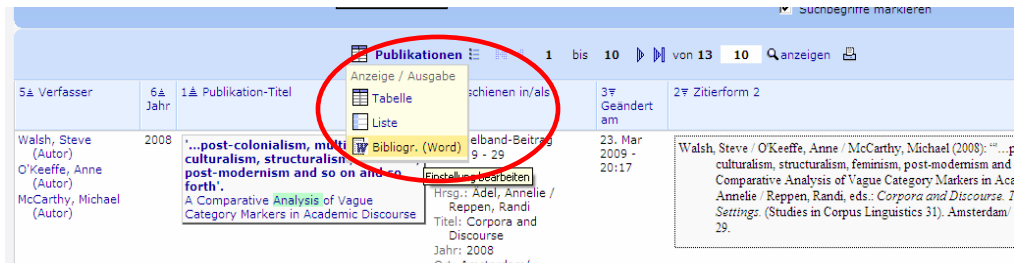 Suchbegriffe markieren
Publikationen 1 bis 10 von 13 10 anzeigen
Anzeige / Ausgabe
Tabelle
Liste
Bibliogr. (Word)
Einstellung bearbeiten
5 Verfasser
6 Jahr
1 Publikation-Titel
schienen in/als
3 Geändert am
2 Zitierform 2
Walsh, Steve
(Autor)
O'Keeffe, Anne
(Autor)
McCarthy, Michael
(Autor)
2008
'...post-colonialism, multi
culturalism, structuralis
post-modernism and so on and so
forth'.
A Comparative Analysis of Vague
Category Markers in Academic Discourse
elband-Beitrag
9 - 29
Hrsg.: Ädel, Annelie /
Reppen, Randi
Titel: Corpora and
Discourse
Jahr: 2008
23. Mar
2009 -
20:17
Walsh, Steve / O'Keeffe, Anne / McCarthy, Michael (2008): "'...p
culturalism, structuralism, feminism, post-modernism and
Comparative Analysis of Vague Category Markers in Aca
Annelie / Reppen, Randi, eds.: Corpora and Discourse. T
Settings. (Studies in Corpus Linguistics 31). Amsterdam/
29.